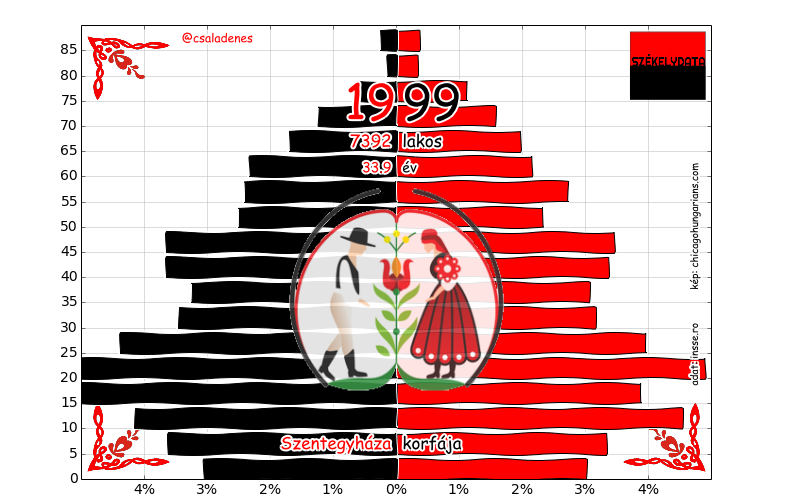 @csaladenes
SZÉKELYDATA
85
80
75
70
65
60
55
50
45
40
35
30
25
20
15
10
5
0
1999
7392 lakos
33.9 év
Szentegyháza korfája
kép: chicagohungarians.com
adat: insse.ro
4% 3% 2% 1% 0% 1% 2% 3% 4%